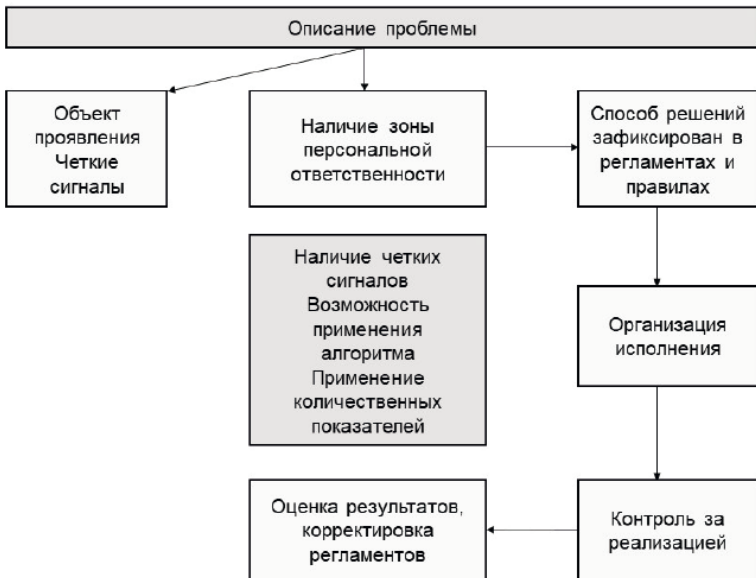 Описание проблемы
Объект
проявления
Четкие
сигналы
Наличие зоны
персональной
ответственности
Способ решений
зафиксирован в
регламентах и
правилах
Наличие четких
сигналов
Возможность
применения
алгоритма
Применение
количественных
показателей
Организация
исполнения
Оценка результатов,
корректировка
регламентов
Контроль за
реализацией